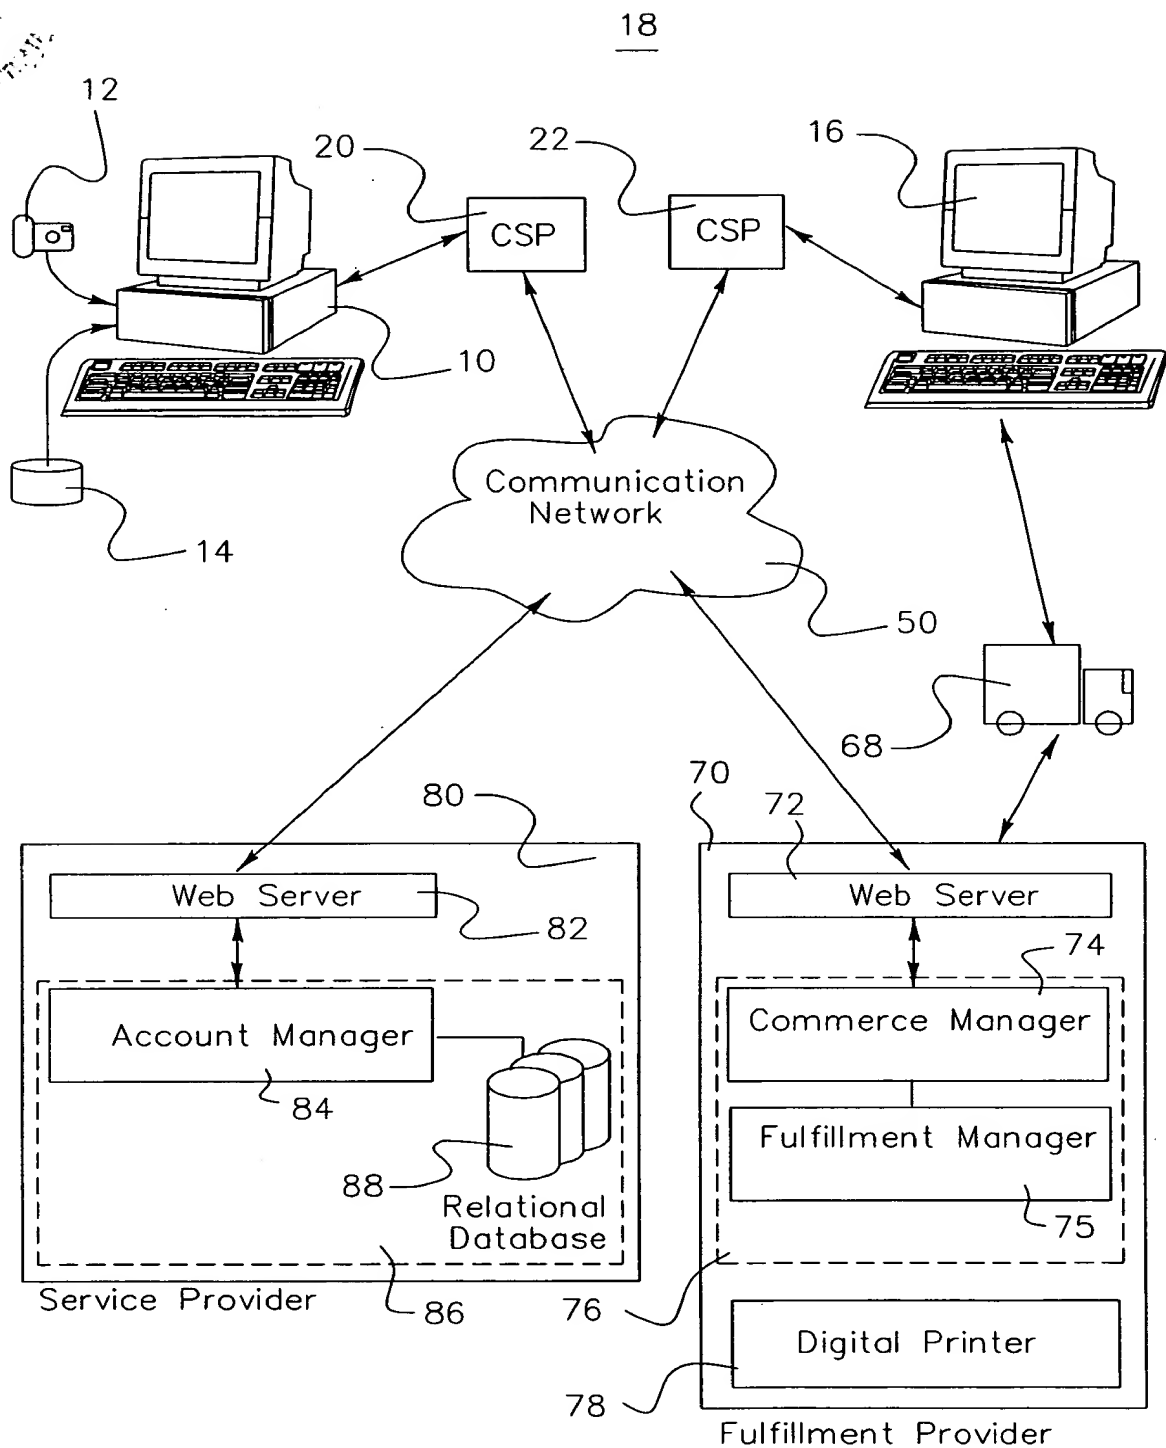 18
12
20
22
16
CSP
CSP
10
Communication
Network
14
50
68
80
70
72
Web Server
82
Web Server
74
Account Manager
84
Commerce Manager
Fulfillment Manager
88
Relational
Database
75
86
Service Provider
76
Digital Printer
78
Fulfillment Provider